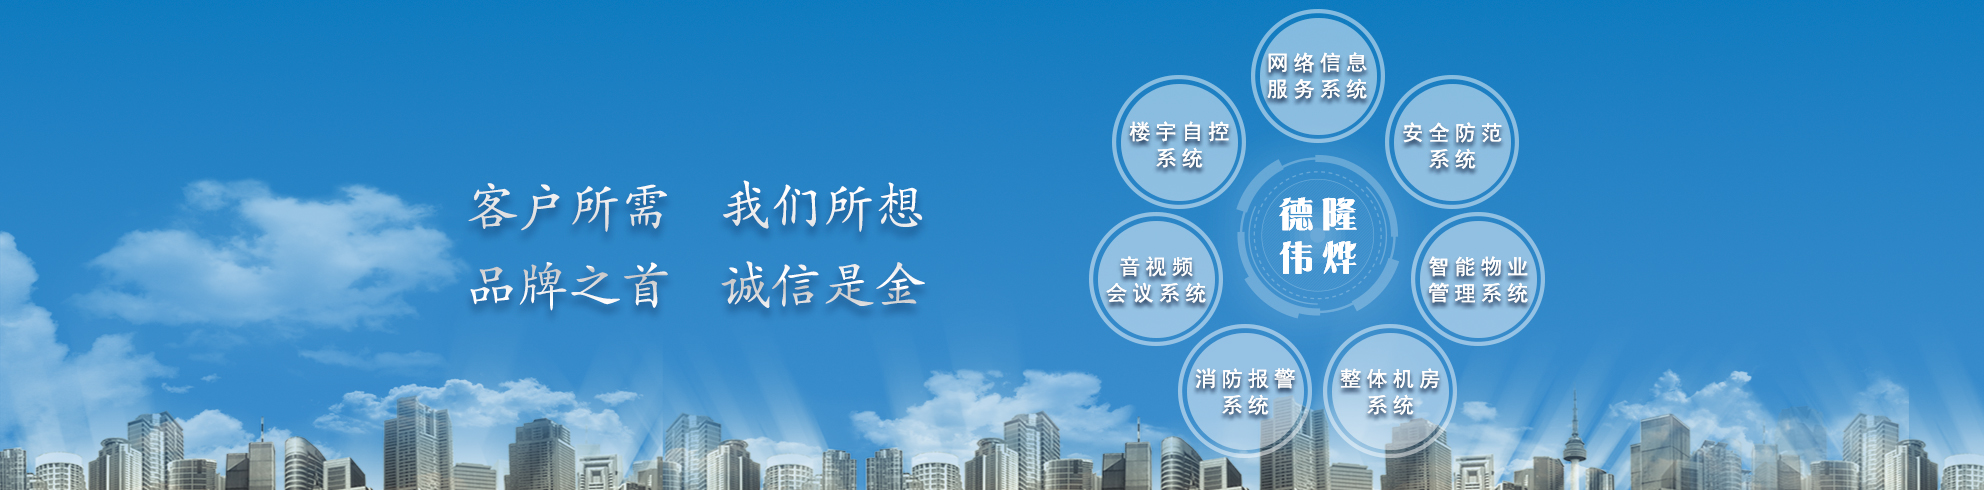 客户所需 我们所想
品牌之首 诚信是金
网络信息
服务系统
楼宇自控
系统
安全防范
系统
德隆
伟烨
音视频
会议系统
智能物业
管理系统
消防报警
系统
整体机房
系统